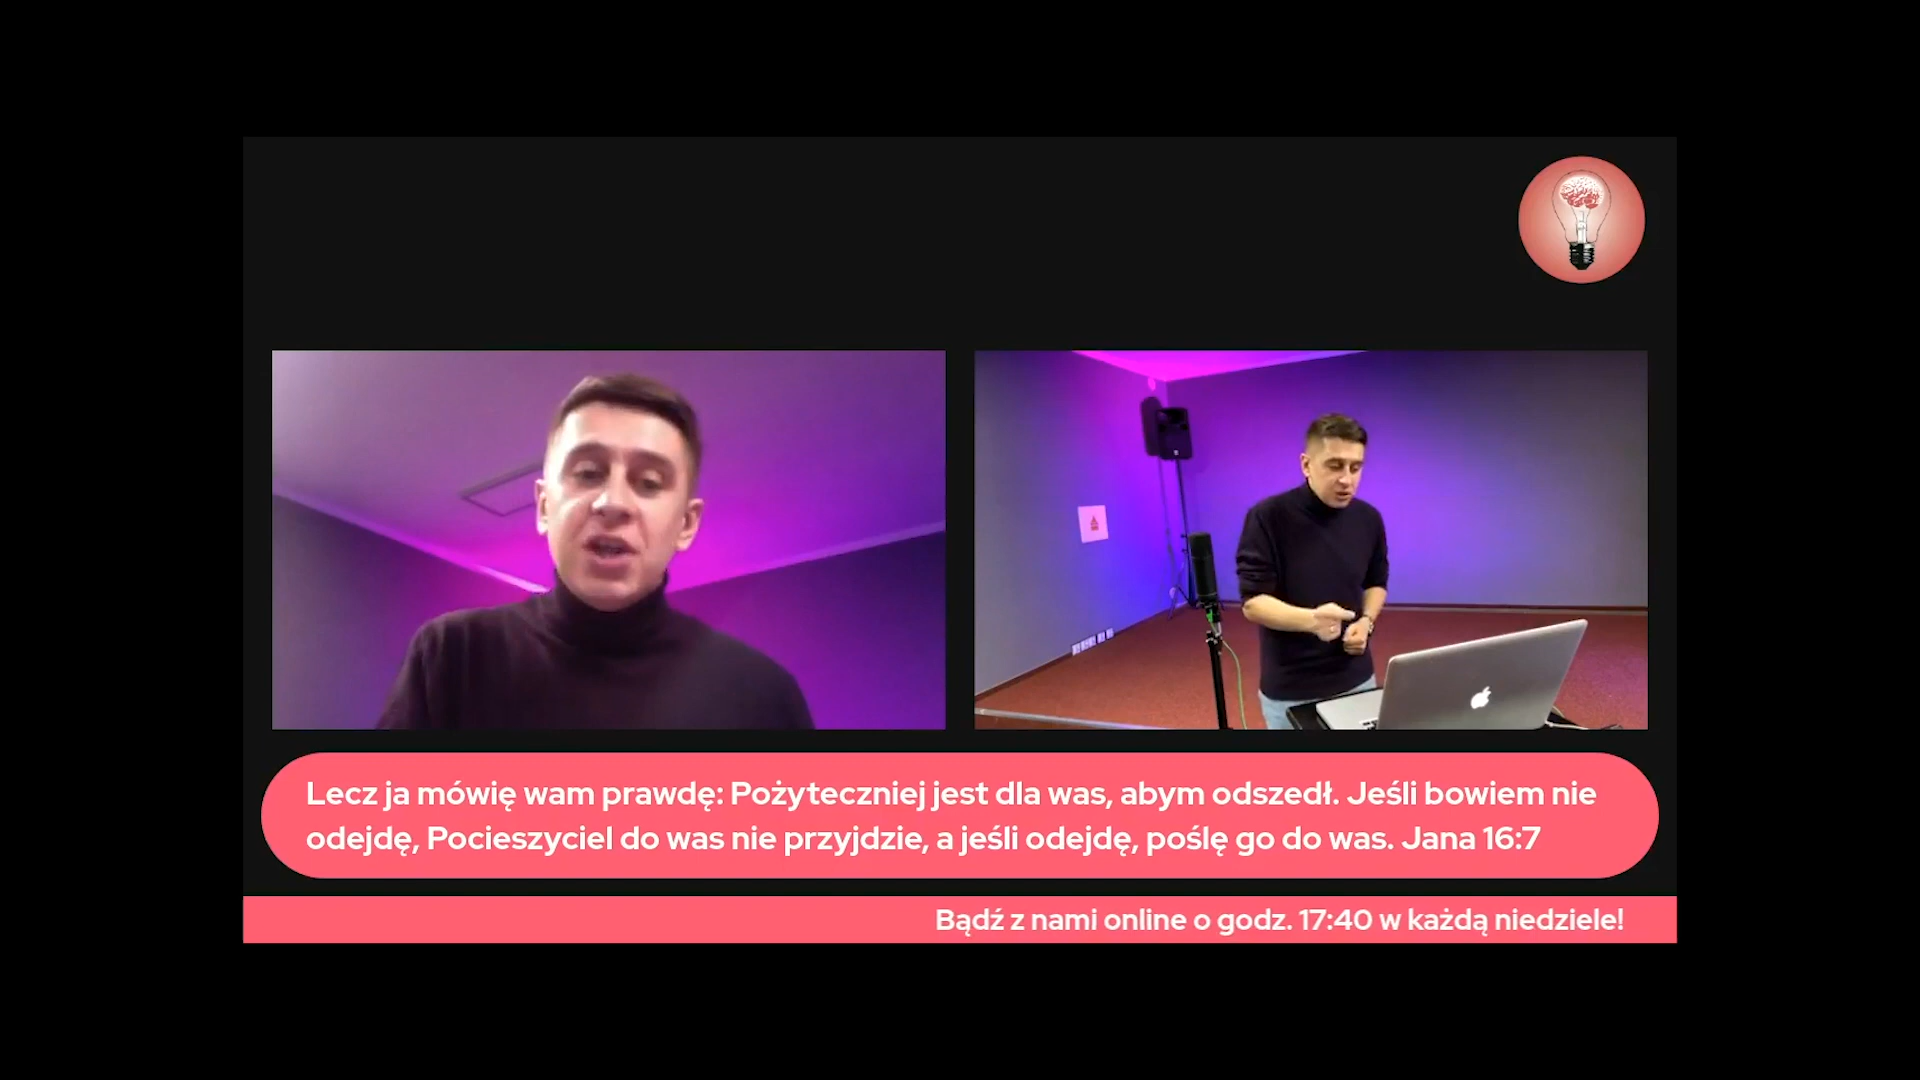 Lecz ja mówię wam prawdę: Pożyteczniej jest dla was, abym odszedł. Jeśli bowiem nie
odejdę, Pocieszyciel do was nie przyjdzie, a jeśli odejdę, poślę go do was. Jana 16:7
Bądź z nami online o godz. 17:40 w każdą niedziele!